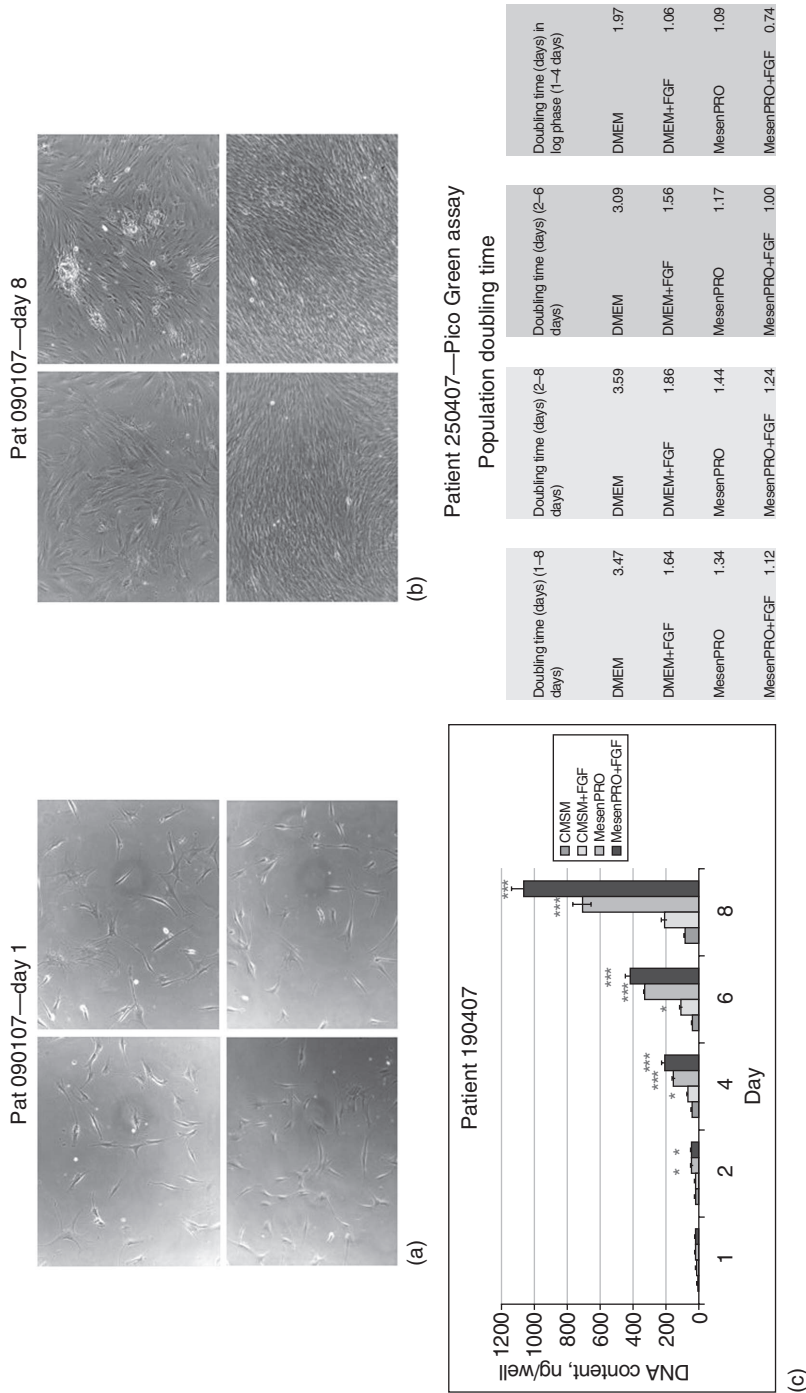 Pat 090107—day 1
(a)
Pat 090107—day 8
(b)
Patient 190407
DNA content, ng/well
1200
1000
800
600
400
200
0
1
2
4
6
8
Day
* *
* *** ***
* *** ***
*** ***
CMSM
CMSM+FGF
MesenPRO
MesenPRO+FGF
(c)
Patient 250407—Pico Green assay
Population doubling time
Doubling time (days) (1–8
days)
DMEM 3.47
DMEM+FGF 1.64
MesenPRO 1.34
MesenPRO+FGF 1.12
Doubling time (days) (2–8
days)
DMEM 3.59
DMEM+FGF 1.86
MesenPRO 1.44
MesenPRO+FGF 1.24
Doubling time (days) (2–6
days)
DMEM 3.09
DMEM+FGF 1.56
MesenPRO 1.17
MesenPRO+FGF 1.00
Doubling time (days) in
log phase (1–4 days)
DMEM 1.97
DMEM+FGF 1.06
MesenPRO 1.09
MesenPRO+FGF 0.74